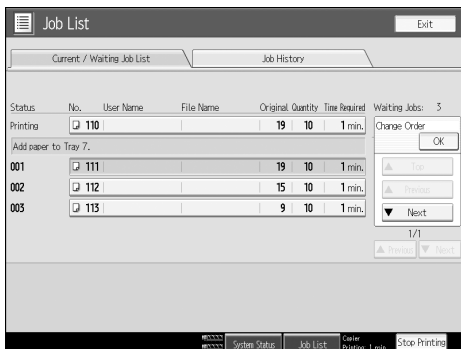 Job List
Exit
Current / Waiting Job List
Job History
Status No. User Name File Name Original Quantity Time Required Waiting Jobs: 3
Printing 110 19 10 1 min.
Change Order
OK
Add paper to Tray 7.
001 111 19 10 1 min.
▲ Top
002 112 15 10 1 min.
▲ Previous
003 113 9 10 1 min.
▼ Next
1/1
▲ Previous ▼ Next
System Status Job List Copier
Printing: 1 min. Stop Printing